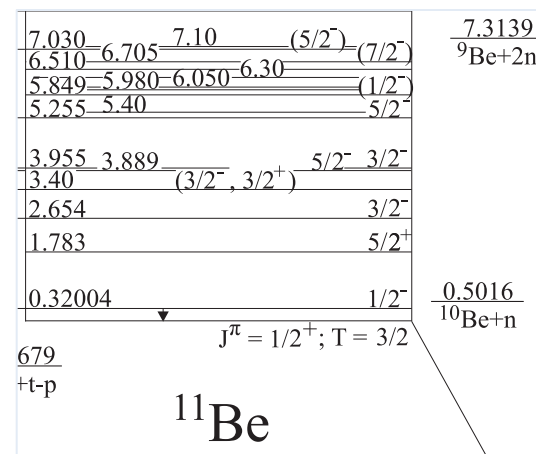 7.030 7.10 (5/2⁻) 7.3139
6.705 (7/2⁻) ⁹Be+2n
6.510 6.30
5.849 5.980 6.050 (1/2⁻)
5.255 5.40 5/2⁻
3.955 3.889 5/2⁻ 3/2⁻
3.40 (3/2⁻, 3/2⁺)
2.654 3/2⁻
1.783 5/2⁺
0.32004 1/2⁻ 0.5016
¹⁰Be+n
Jᵖⁱ = 1/2⁺; T = 3/2
679
+t-p
¹¹Be